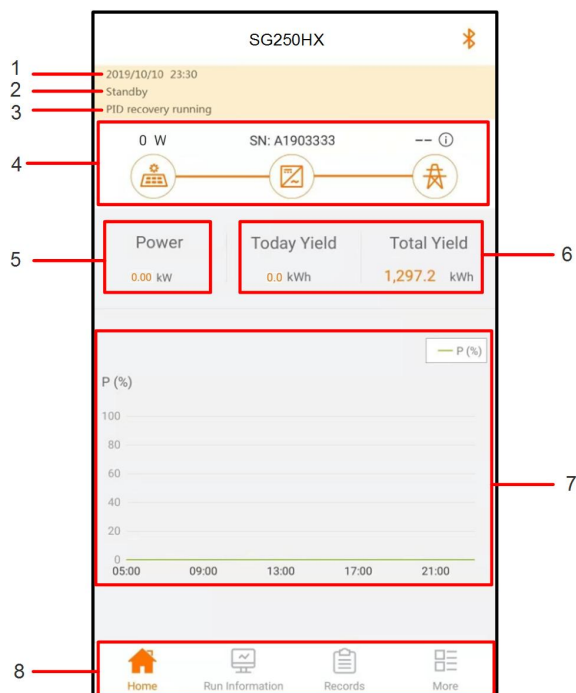 SG250HX
1
2019/10/10 23:30
2
Standby
3
PID recovery running
4
0 W SN: A1903333 --
5
Power Today Yield Total Yield
6
0.00 kW 0.0 kWh 1,297.2 kWh
P (%)
P (%)
100
80
60
7
40
20
0
05:00 09:00 13:00 17:00 21:00
8
Home Run Information Records More